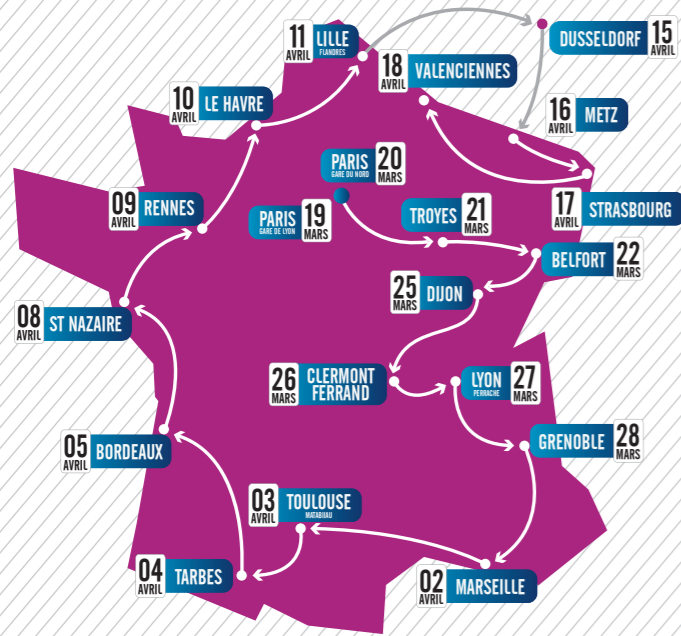 11
AVRIL
LILLE
FLANDRES
DUSSELDORF
15
AVRIL
18
AVRIL
VALENCIENNES
10
AVRIL
LE HAVRE
16
AVRIL
METZ
PARIS
GARE DU NORD
20
MARS
09
AVRIL
RENNES
PARIS
GARE DE LYON
19
MARS
TROYES
21
MARS
17
AVRIL
STRASBOURG
BELFORT
22
MARS
25
MARS
DIJON
08
AVRIL
ST NAZAIRE
26
MARS
CLERMONT
FERRAND
LYON
PERRACHE
27
MARS
05
AVRIL
BORDEAUX
GRENOBLE
28
MARS
03
AVRIL
TOULOUSE
MATABIAU
04
AVRIL
TARBES
02
AVRIL
MARSEILLE